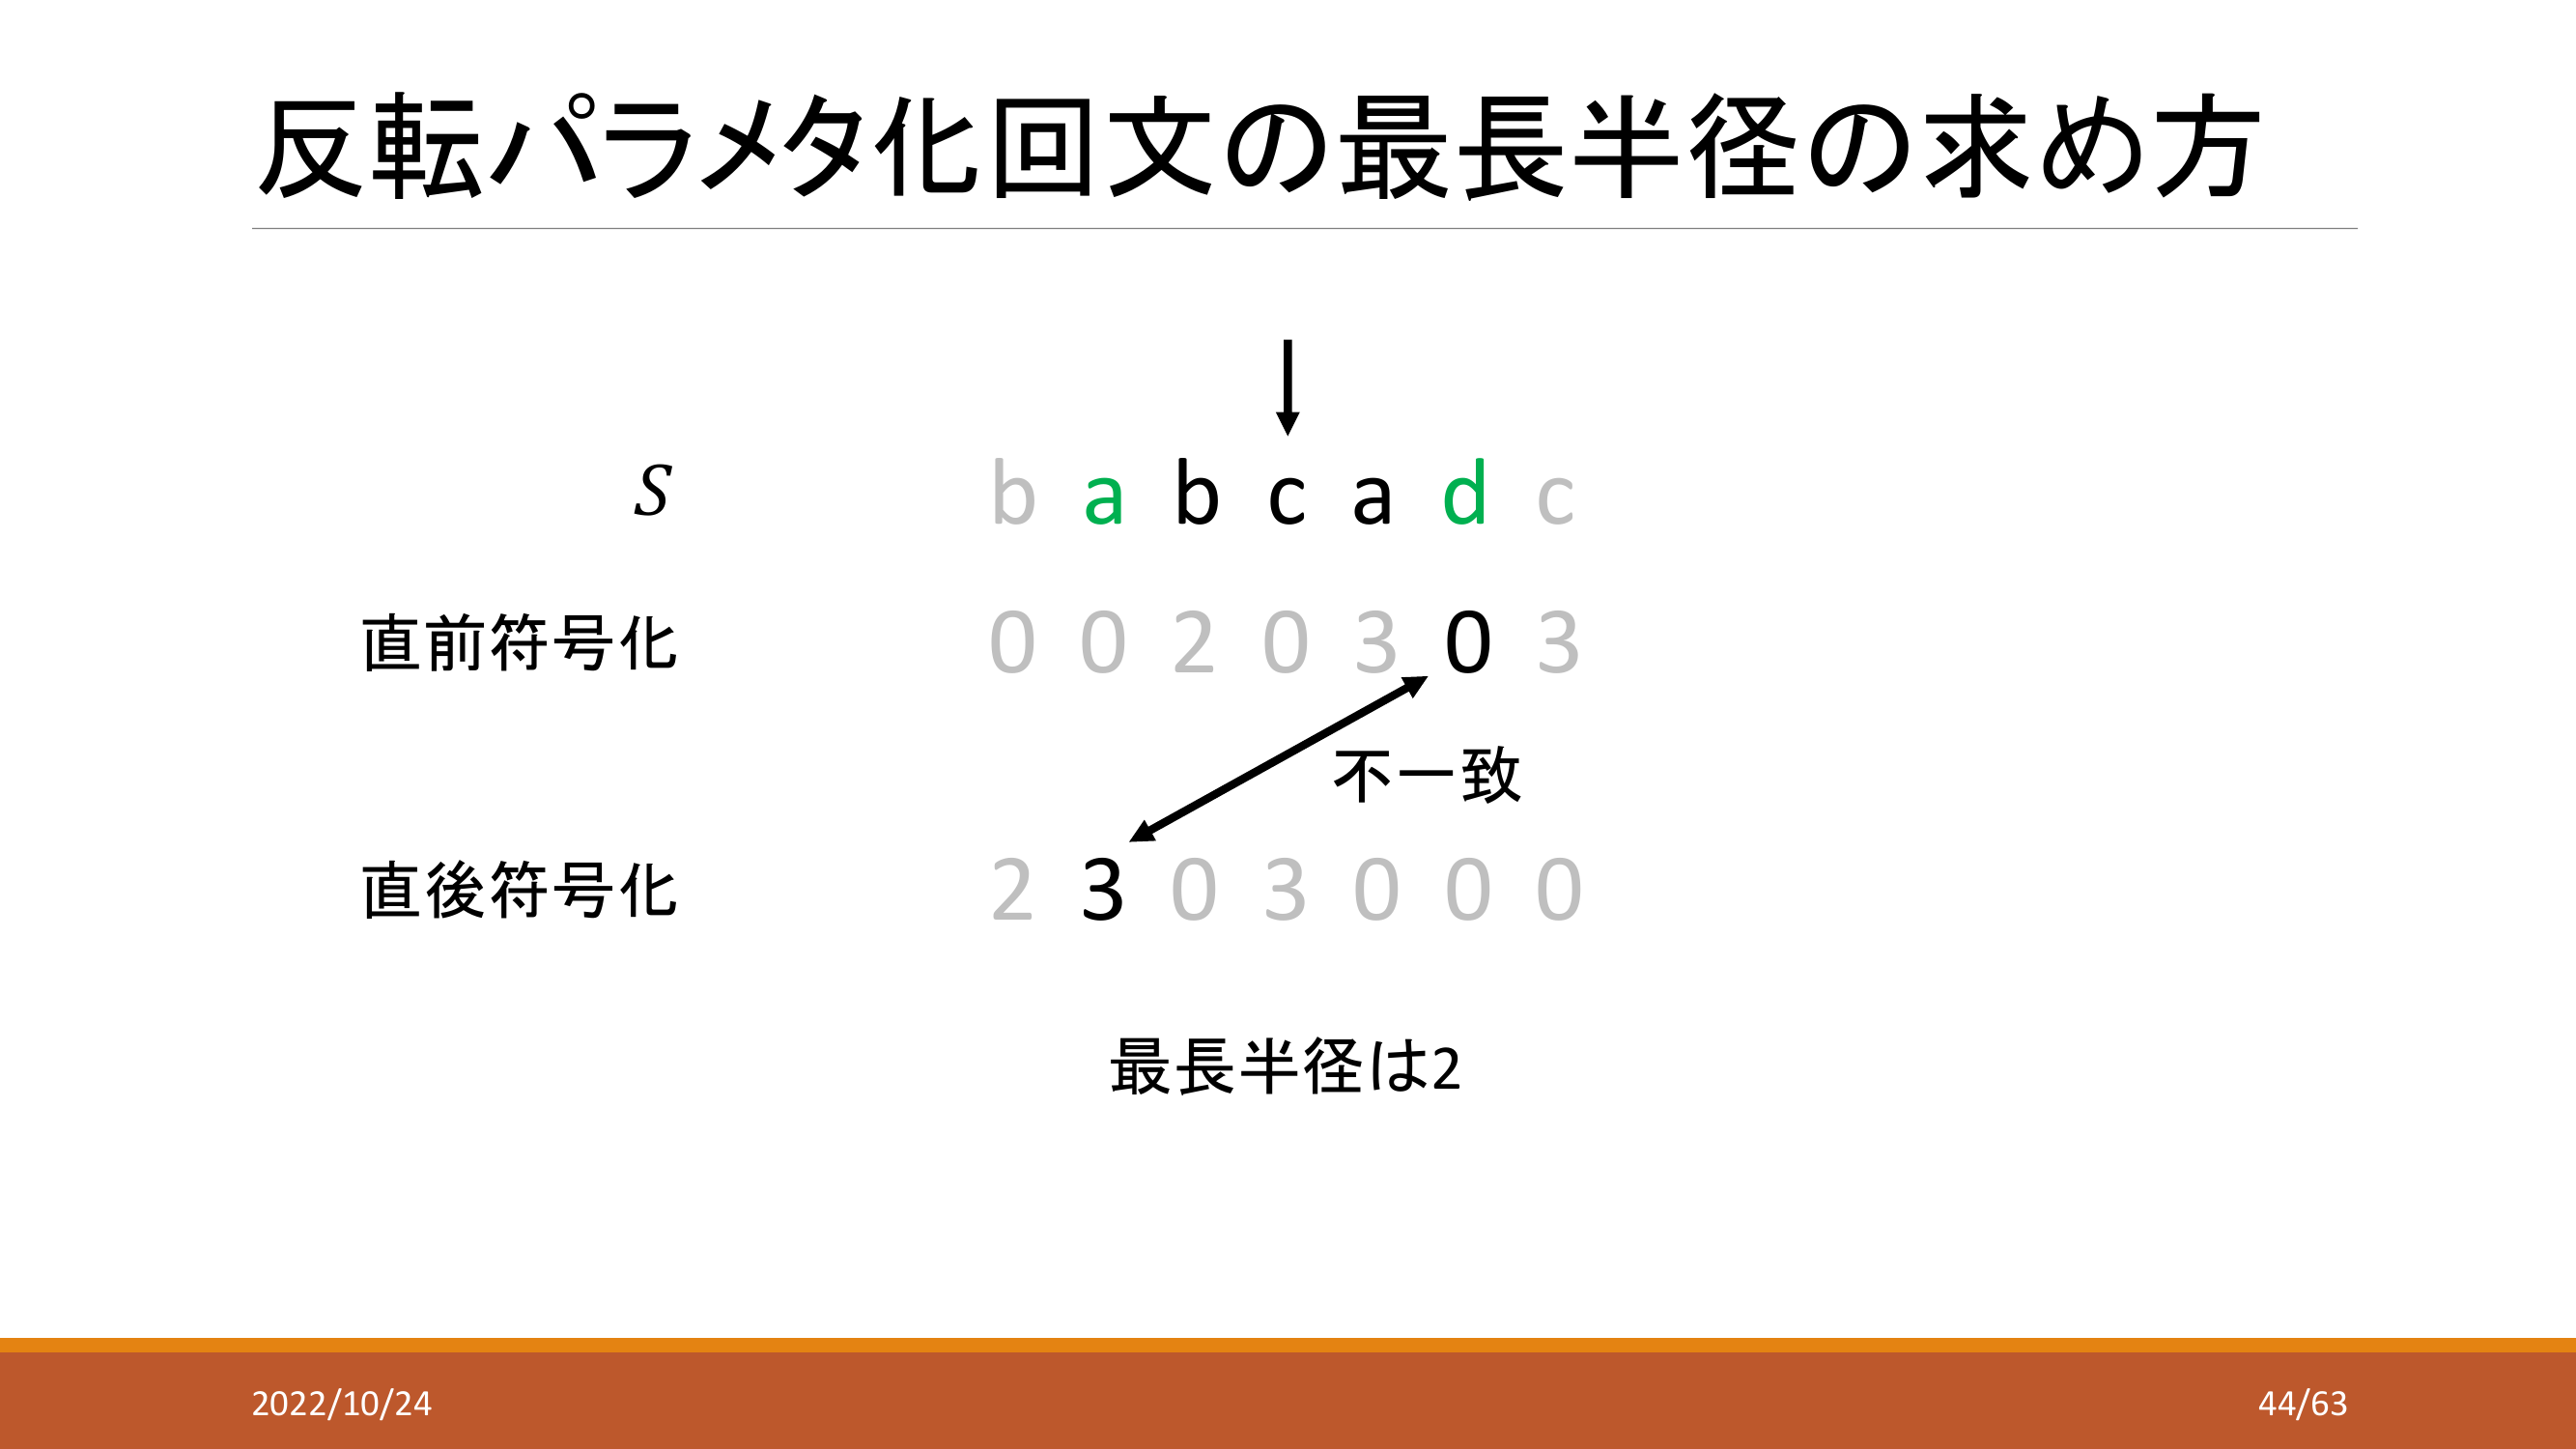 反転パラメタ化回文の最長半径の求め方
S b a b c a d c
直前符号化 0 0 2 0 3 0 3
不一致
直後符号化 2 3 0 3 0 0 0
最長半径は2
2022/10/24 44/63